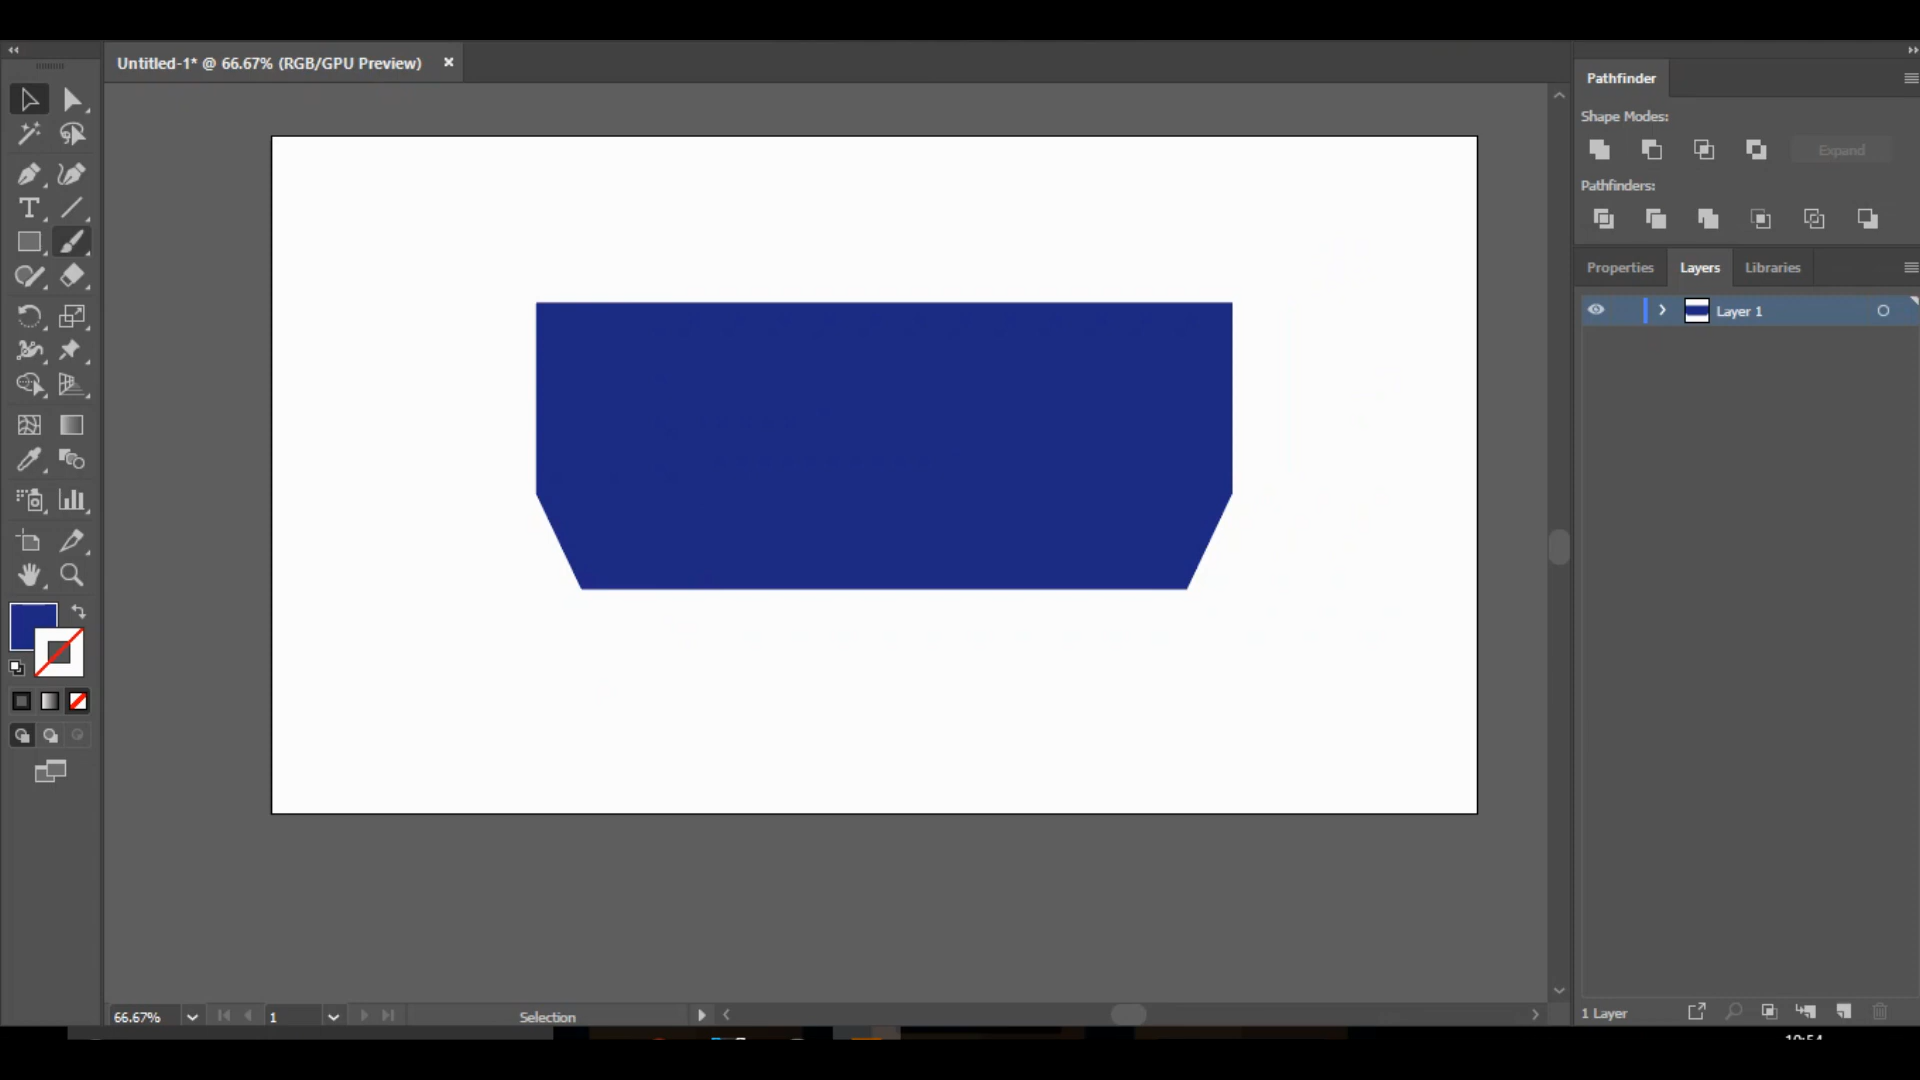 Untitled-1* @ 66.67% (RGB/GPU Preview)
Pathfinder
Shape Modes:
Expand
Pathfinders:
Properties Layers Libraries
Layer 1
66.67% 1 Selection
1 Layer